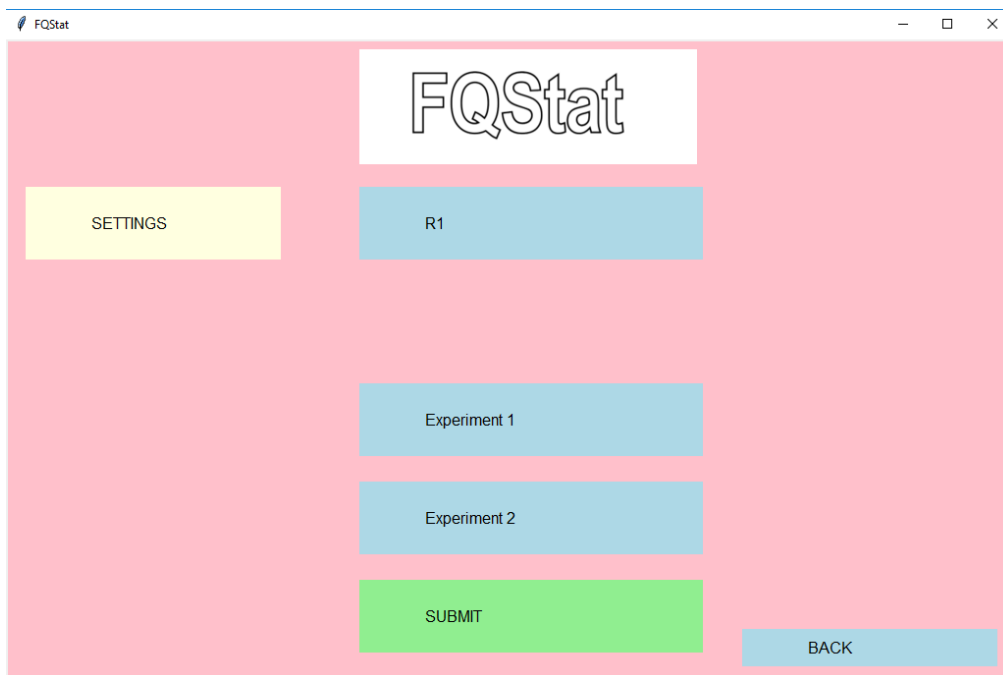 FQStat
FQStat
SETTINGS
R1
Experiment 1
Experiment 2
SUBMIT
BACK